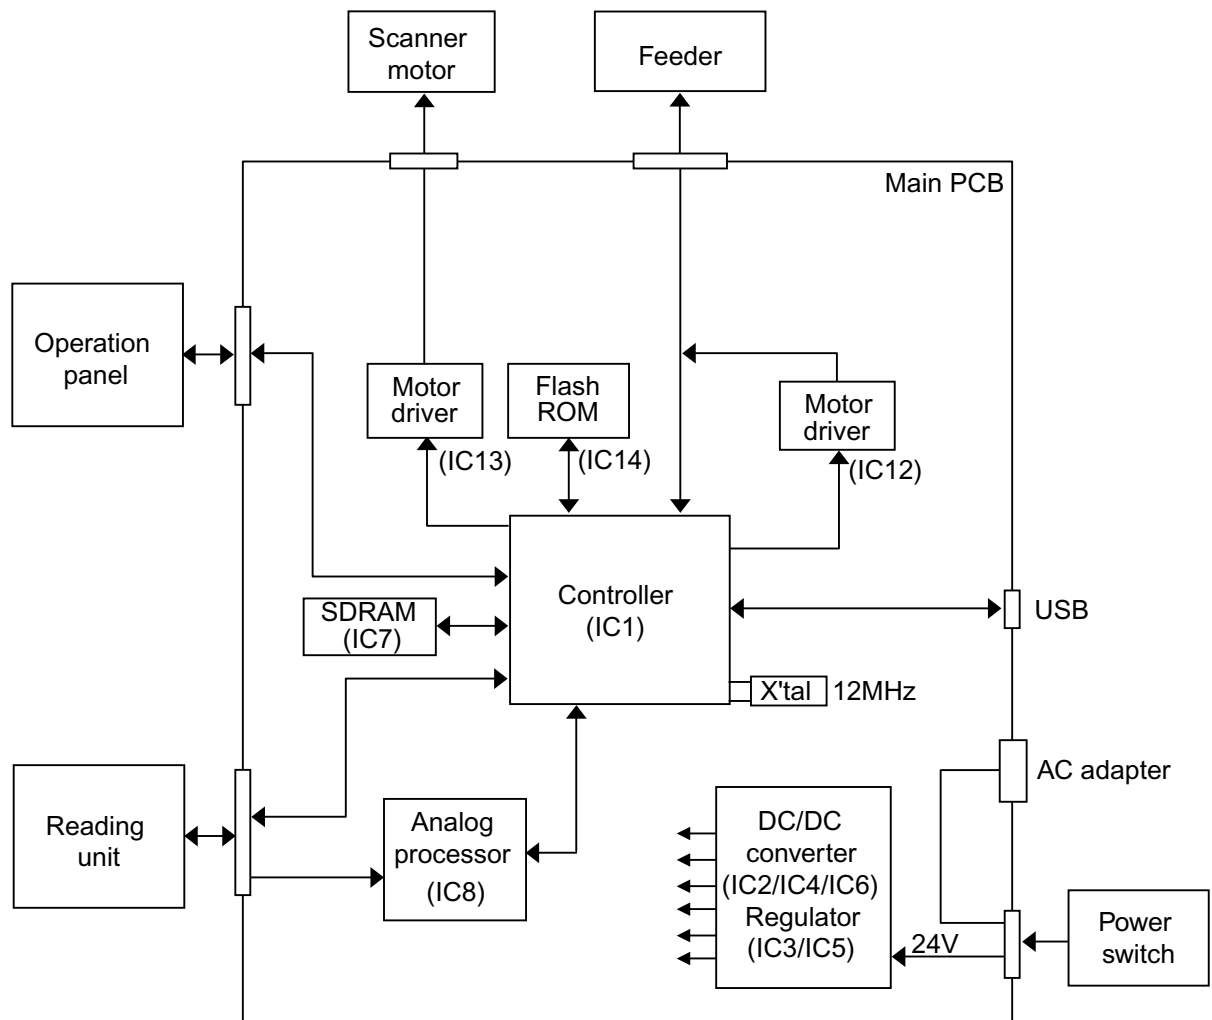 Scanner
motor
Feeder
Main PCB
Operation
panel
Motor
driver
(IC13)
Flash
ROM
(IC14)
Motor
driver
(IC12)
Controller
(IC1)
SDRAM
(IC7)
USB
X'tal
12MHz
AC adapter
Reading
unit
Analog
processor
(IC8)
DC/DC
converter
(IC2/IC4/IC6)
Regulator
(IC3/IC5)
24V
Power
switch